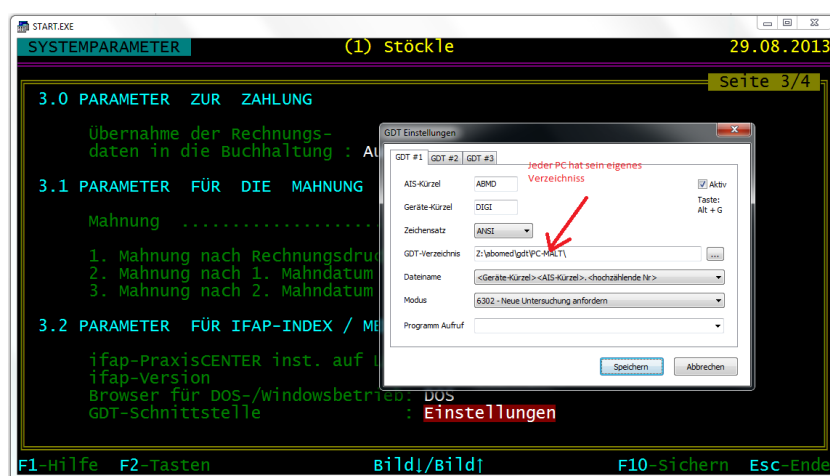 START.EXE
SYSTEMPARAMETER (1) Stöckle 29.08.2013
Seite 3/4
3.0 PARAMETER ZUR ZAHLUNG
Übernahme der Rechnungs-
daten in die Buchhaltung : Au
3.1 PARAMETER FÜR DIE MAHNUNG
Mahnung ....................
1. Mahnung nach Rechnungsdruc
2. Mahnung nach 1. Mahndatum
3. Mahnung nach 2. Mahndatum
3.2 PARAMETER FÜR IFAP-INDEX / ME
ifap-PraxisCENTER inst. auf L
ifap-Version
Browser für DOS-/Windowsbetrieb: DOS
GDT-Schnittstelle : Einstellungen
F1-Hilfe F2-Tasten Bild↓/Bild↑ F10-Sichern Esc-Ende
GDT Einstellungen
GDT #1 GDT #2 GDT #3
Jeder PC hat sein eigenes
Verzeichniss
AIS-Kürzel ABMD Aktiv
Geräte-Kürzel DIGI Taste:
Alt + G
Zeichensatz ANSI
GDT-Verzeichnis Z:\abomed\gdt\PC-MALT\ ...
Dateiname <Geräte-Kürzel><AIS-Kürzel>.<hochzählende Nr>
Modus 6302 - Neue Untersuchung anfordern
Programm Aufruf
Speichern Abbrechen